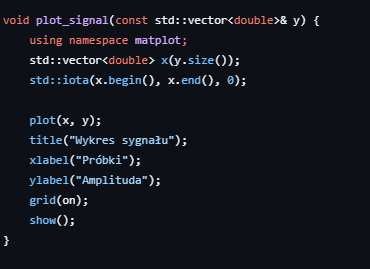 void plot_signal(const std::vector<double>& y) {
    using namespace matplot;
    std::vector<double> x(y.size());
    std::iota(x.begin(), x.end(), 0);

    plot(x, y);
    title("Wykres sygnału");
    xlabel("Próbki");
    ylabel("Amplituda");
    grid(on);
    show();
}